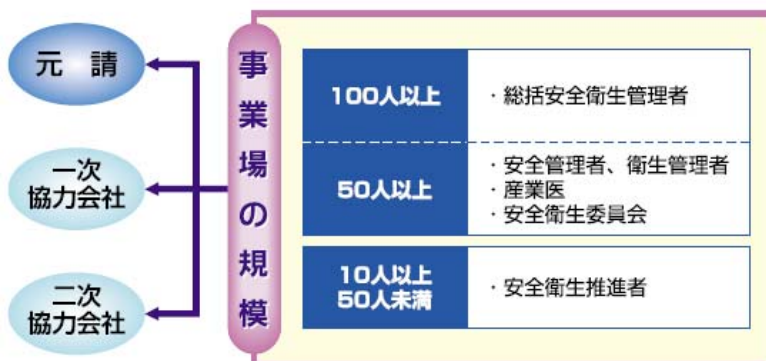 元　請
一次
協力会社
二次
協力会社
事業場の規模
100人以上
・総括安全衛生管理者
50人以上
・安全管理者、衛生管理者
・産業医
・安全衛生委員会
10人以上
50人未満
・安全衛生推進者